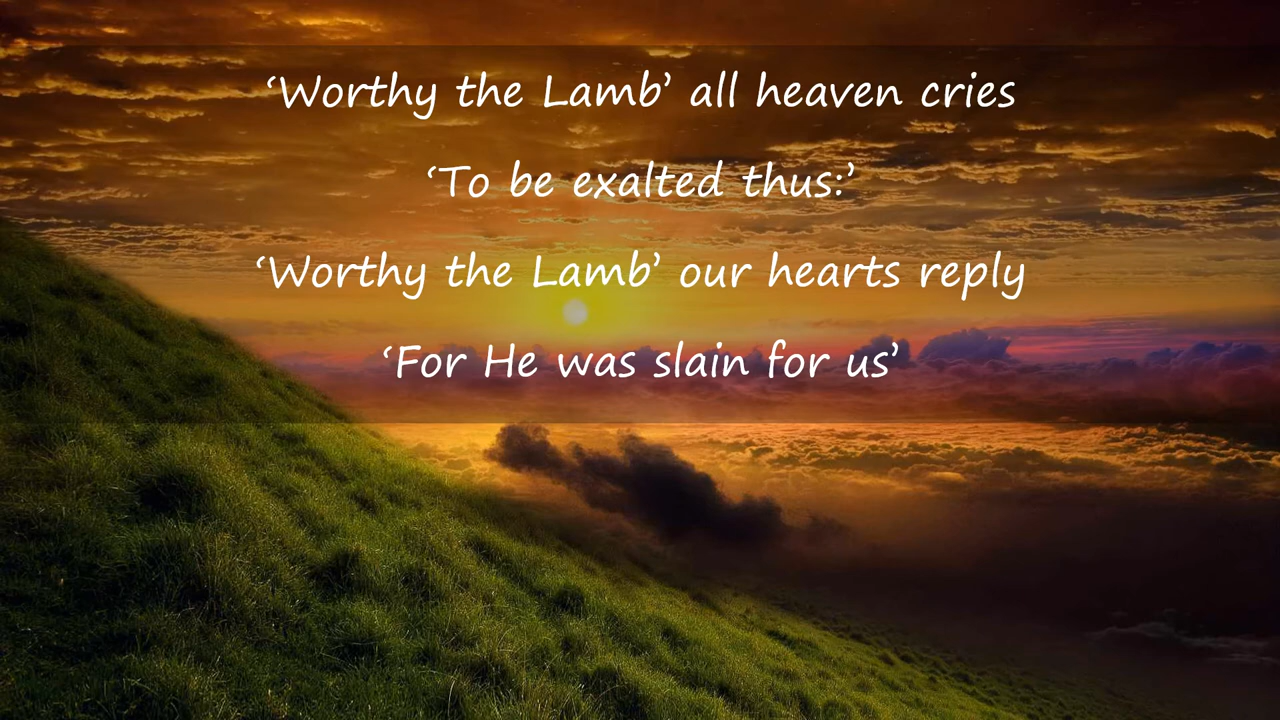 ‘Worthy the Lamb’ all heaven cries
‘To be exalted thus:’
‘Worthy the Lamb’ our hearts reply
‘For He was slain for us’